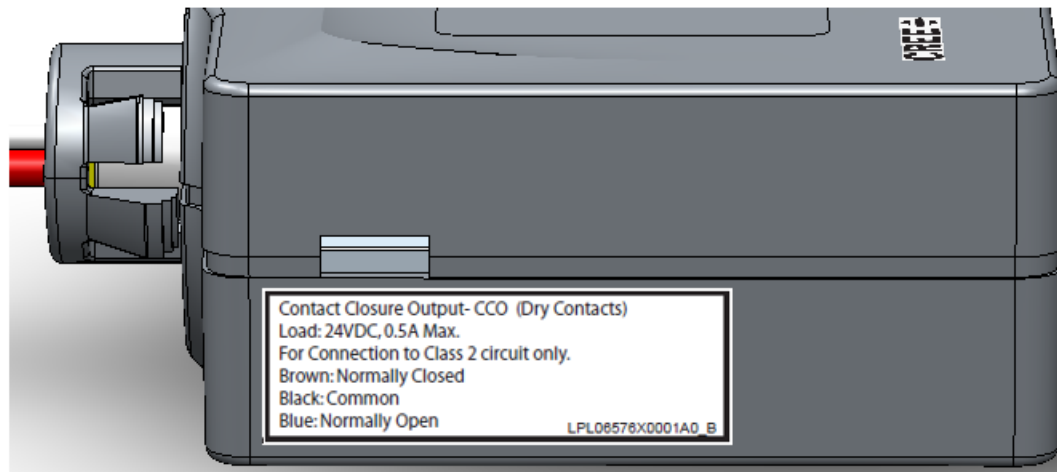 CREE
Contact Closure Output- CCO (Dry Contacts)
Load: 24VDC, 0.5A Max.
For Connection to Class 2 circuit only.
Brown: Normally Closed
Black: Common
Blue: Normally Open
LPL06576X0001A0_B